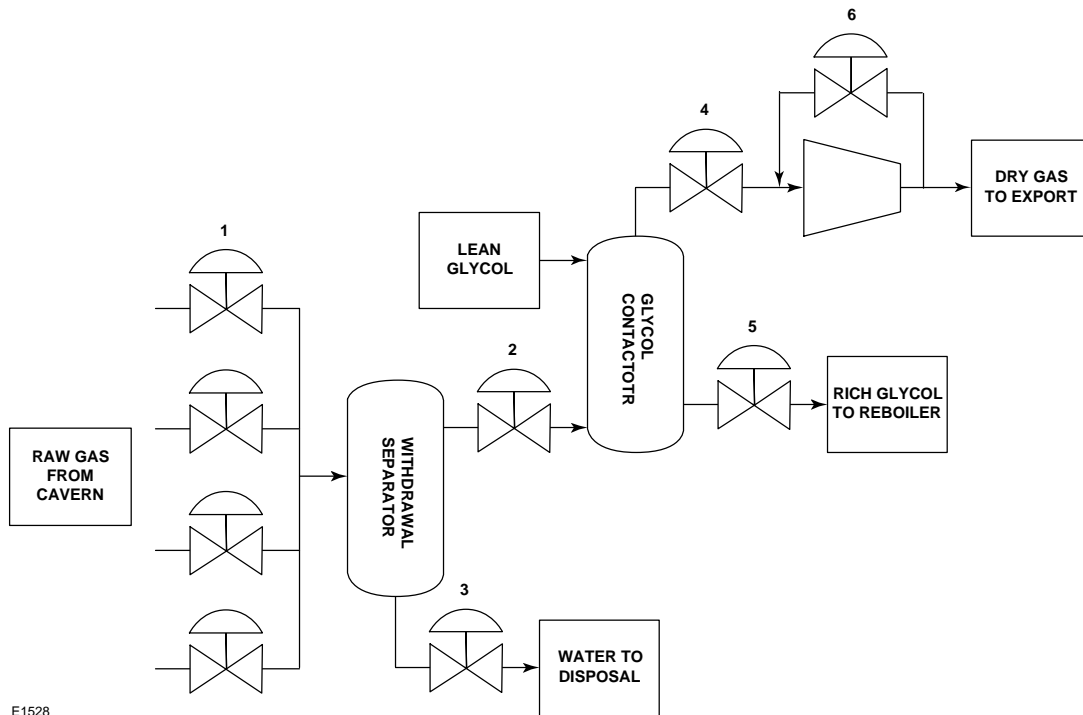 6
4
DRY GAS
TO EXPORT
1
LEAN
GLYCOL
GLYCOL
CONTACTOTR
5
2
RICH GLYCOL
TO REBOILER
RAW GAS
FROM
CAVERN
WITHDRAWAL
SEPARATOR
3
WATER TO
DISPOSAL
E1528